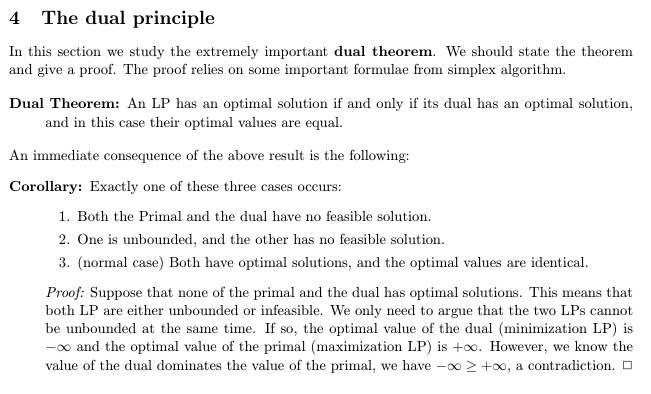 4 The dual principle
In this section we study the extremely important dual theorem. We should state the theorem
and give a proof. The proof relies on some important formulae from simplex algorithm.
Dual Theorem: An LP has an optimal solution if and only if its dual has an optimal solution,
and in this case their optimal values are equal.
An immediate consequence of the above result is the following:
Corollary: Exactly one of these three cases occurs:
1. Both the Primal and the dual have no feasible solution.
2. One is unbounded, and the other has no feasible solution.
3. (normal case) Both have optimal solutions, and the optimal values are identical.
Proof: Suppose that none of the primal and the dual has optimal solutions. This means that
both LP are either unbounded or infeasible. We only need to argue that the two LPs cannot
be unbounded at the same time. If so, the optimal value of the dual (minimization LP) is
−∞ and the optimal value of the primal (maximization LP) is +∞. However, we know the
value of the dual dominates the value of the primal, we have −∞ ≥ +∞, a contradiction. □